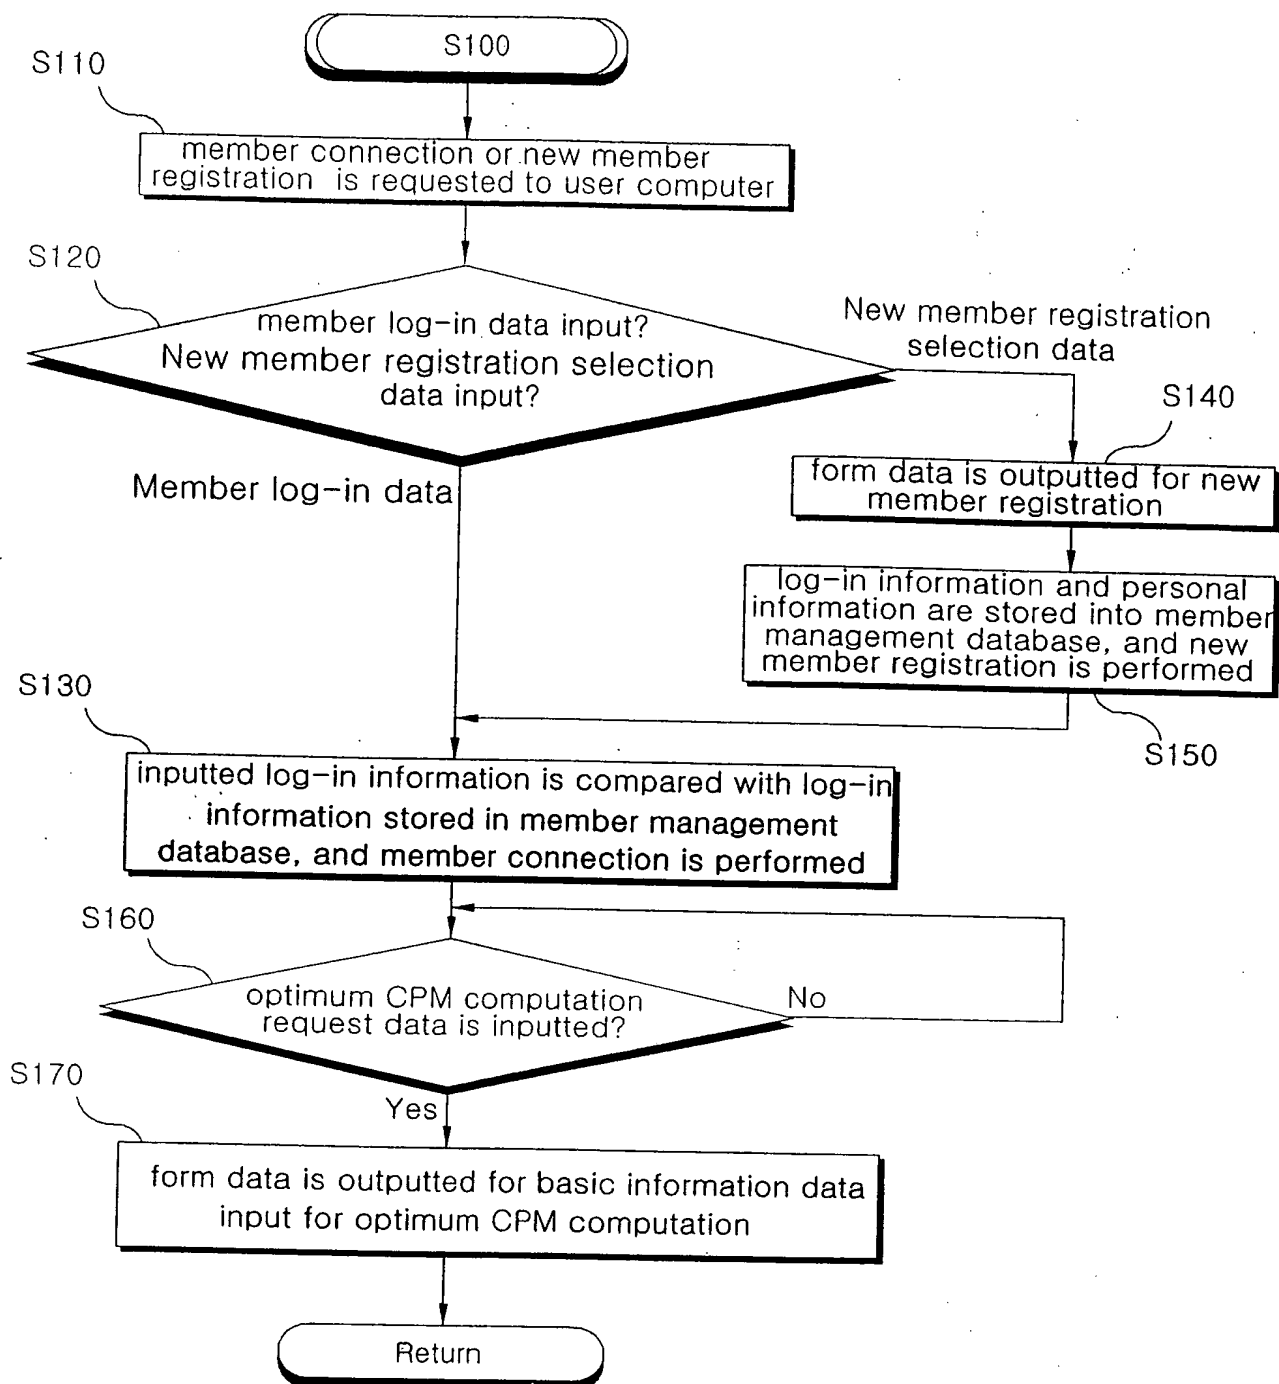 S100
S110
member connection or new member
registration is requested to user computer
S120
member log-in data input?
New member registration selection
data input?
New member registration
selection data
S140
form data is outputted for new
member registration
Member log-in data
log-in information and personal
information are stored into member
management database, and new
member registration is performed
S150
S130
inputted log-in information is compared with log-in
information stored in member management
database, and member connection is performed
S160
optimum CPM computation
request data is inputted?
No
Yes
S170
form data is outputted for basic information data
input for optimum CPM computation
Return